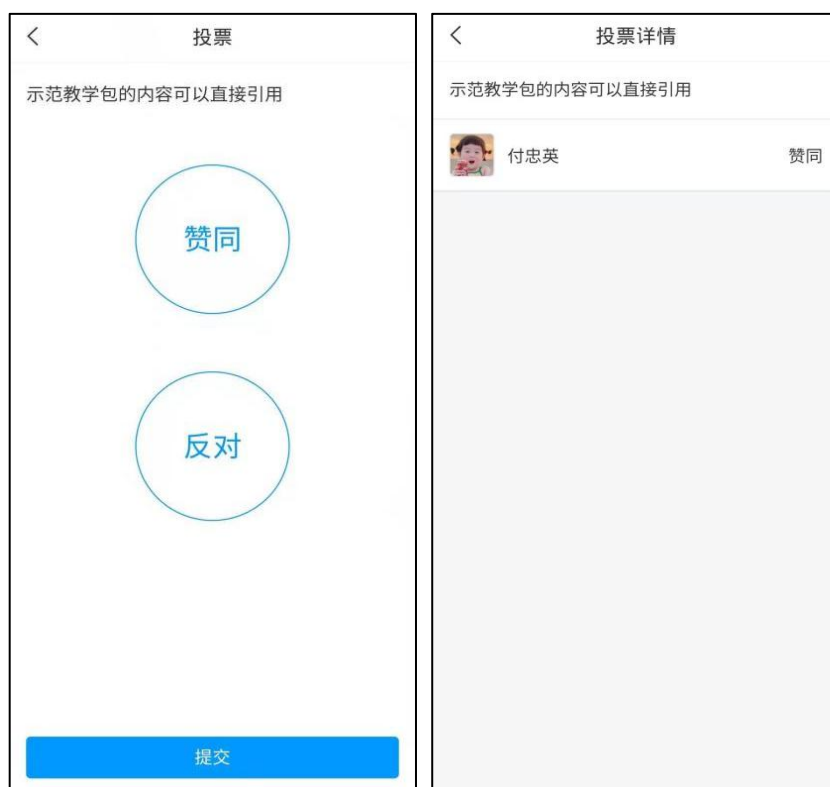 投票
示范教学包的内容可以直接引用
赞同
反对
提交
投票详情
示范教学包的内容可以直接引用
付忠英 赞同